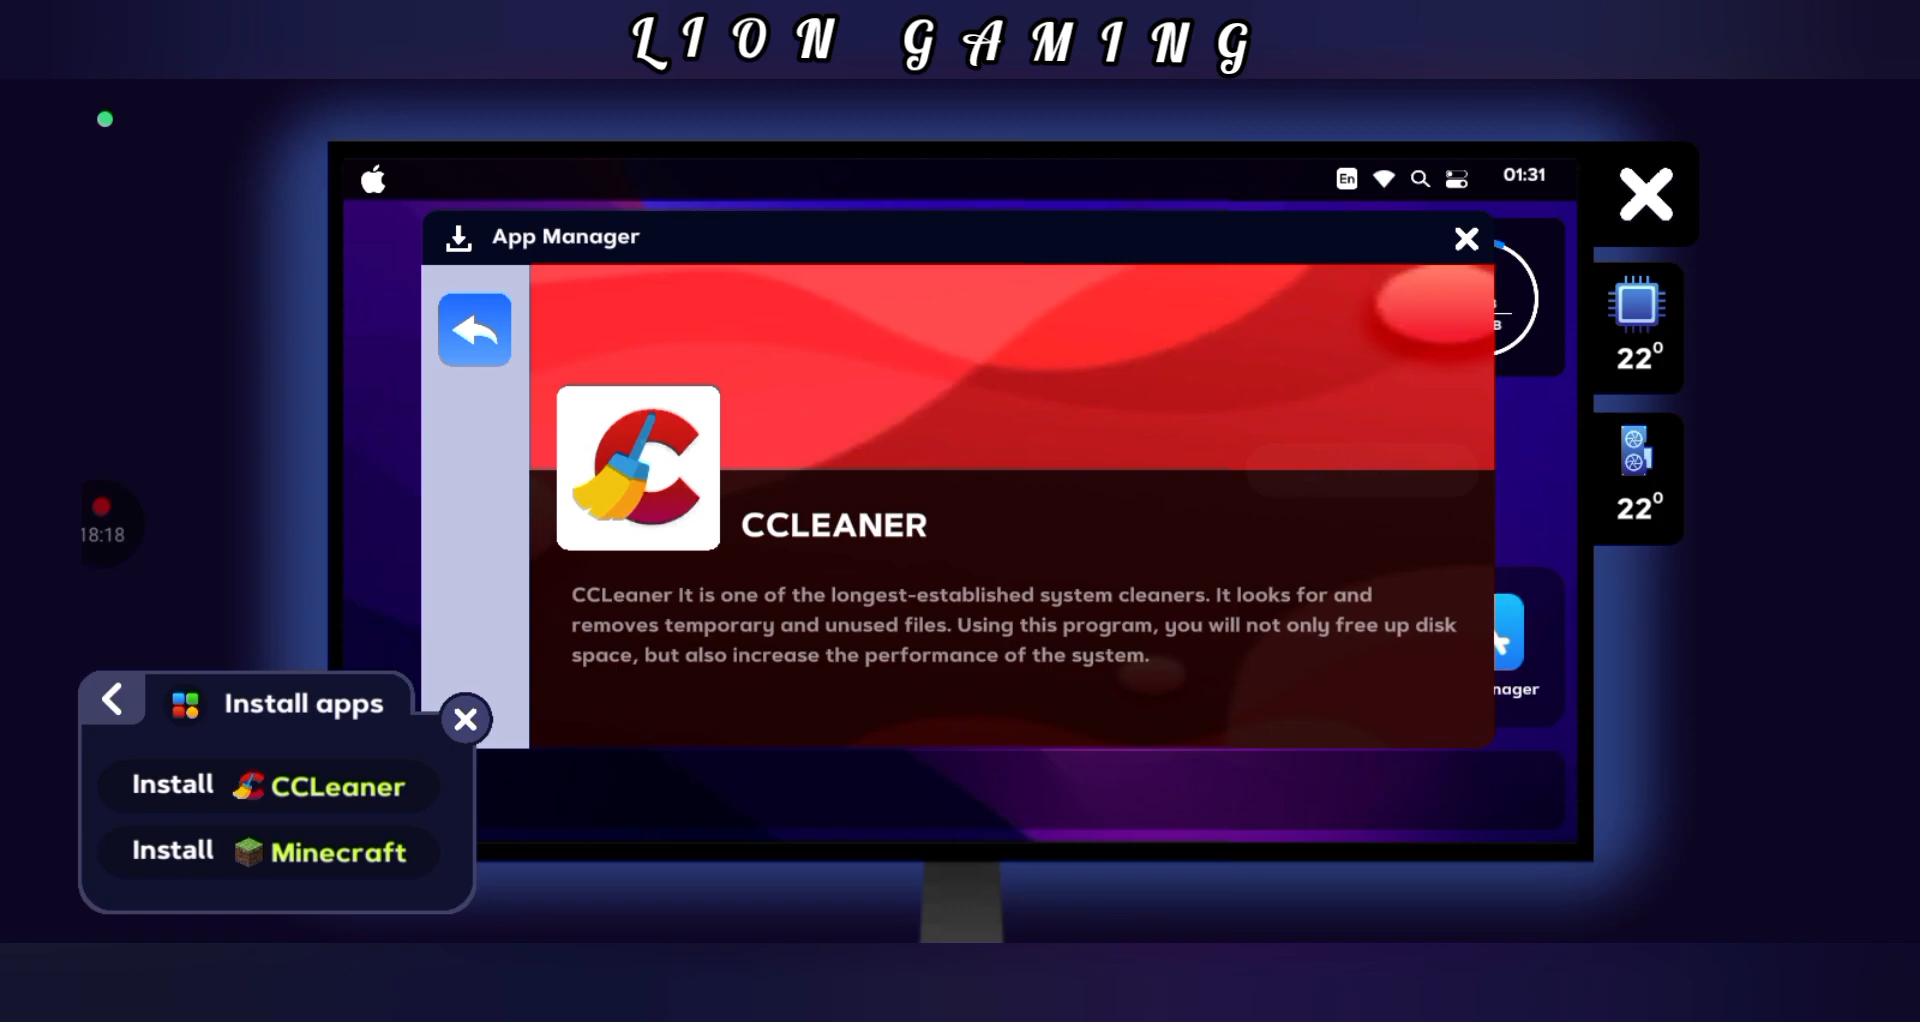 LION GAMING
En
01:31
App Manager
22°
B
CCLEANER
22°
18:18
CCLeaner It is one of the longest-established system cleaners. It looks for and
removes temporary and unused files. Using this program, you will not only free up disk
space, but also increase the performance of the system.
nager
Install apps
Install CCLeaner
Install Minecraft